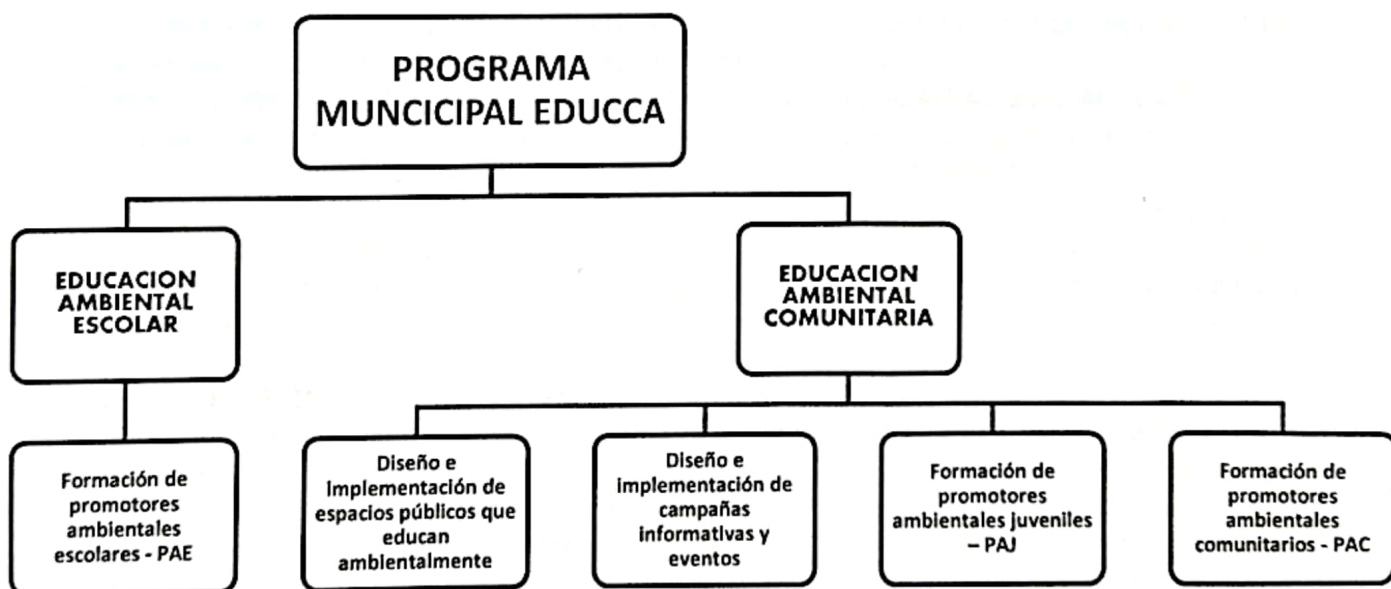 PROGRAMA
MUNCICIPAL EDUCCA
EDUCACION
AMBIENTAL
ESCOLAR
EDUCACION
AMBIENTAL
COMUNITARIA
Formación de
promotores
ambientales
escolares - PAE
Diseño e
implementación de
espacios públicos que
educan
ambientalmente
Diseño e
implementación de
campañas
informativas y
eventos
Formación de
promotores
ambientales juveniles
– PAJ
Formación de
promotores
ambientales
comunitarios - PAC